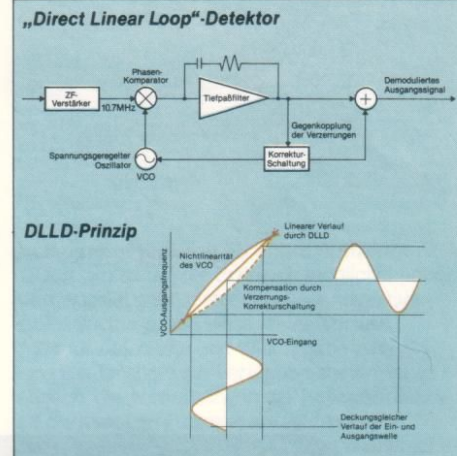 „Direct Linear Loop“-Detektor
Phasen-
Komparator
Demoduliertes
Ausgangssignal
ZF-
Verstärker
10,7MHz
Tiefpaßfilter
Gegenkopplung
der Verzerrungen
Spannungsgeregelter
Oszillator
VCO
Korrektur-
Schaltung
DLLD-Prinzip
Linearer Verlauf
durch DLLD
Nichtlinearität
des VCO
VCO-Ausgangsfrequenz
Kompensation durch
Verzerrungs-
Korrekturschaltung
VCO-Eingang
Deckungsgleicher
Verlauf der Ein- und
Ausgangswelle